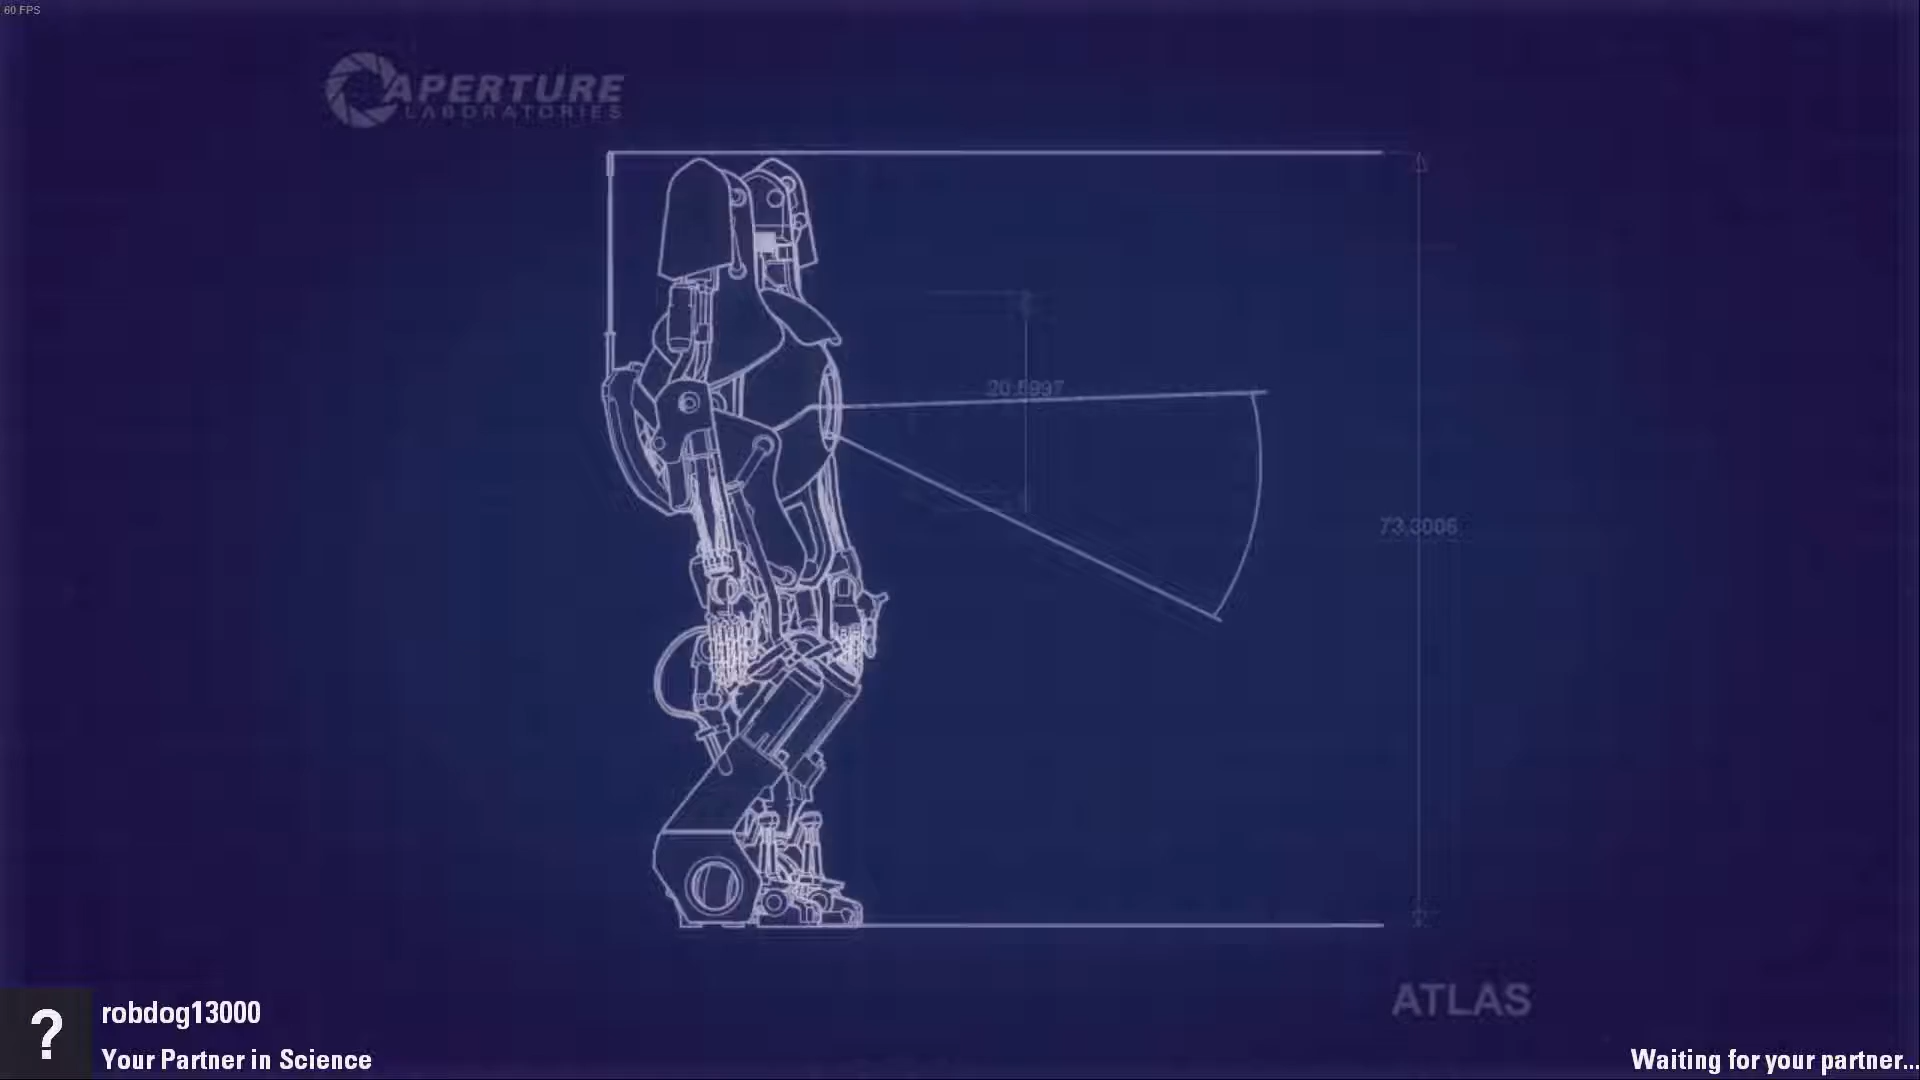 60 FPS
APERTURE
LABORATORIES
20.5997
73.3006
ATLAS
?
robdog13000
Your Partner in Science
Waiting for your partner...